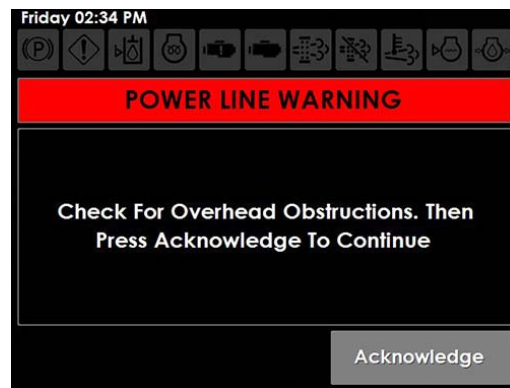 Friday 02:34 PM
(P)
POWER LINE WARNING
Check For Overhead Obstructions. Then
Press Acknowledge To Continue
Acknowledge